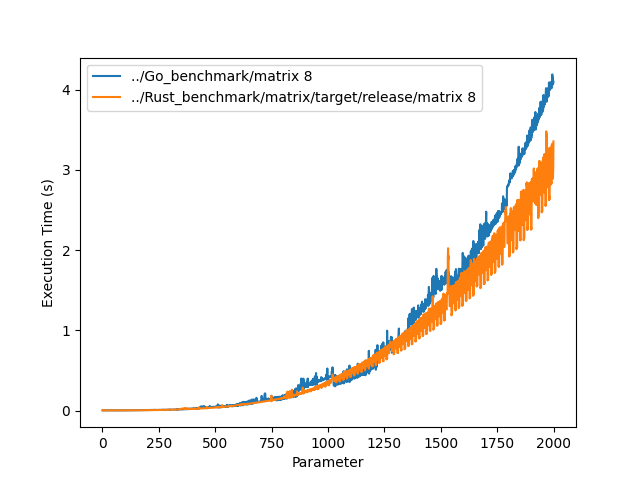 ../Go_benchmark/matrix 8
../Rust_benchmark/matrix/target/release/matrix 8
4
3
2
1
0
Execution Time (s)
0 250 500 750 1000 1250 1500 1750 2000
Parameter